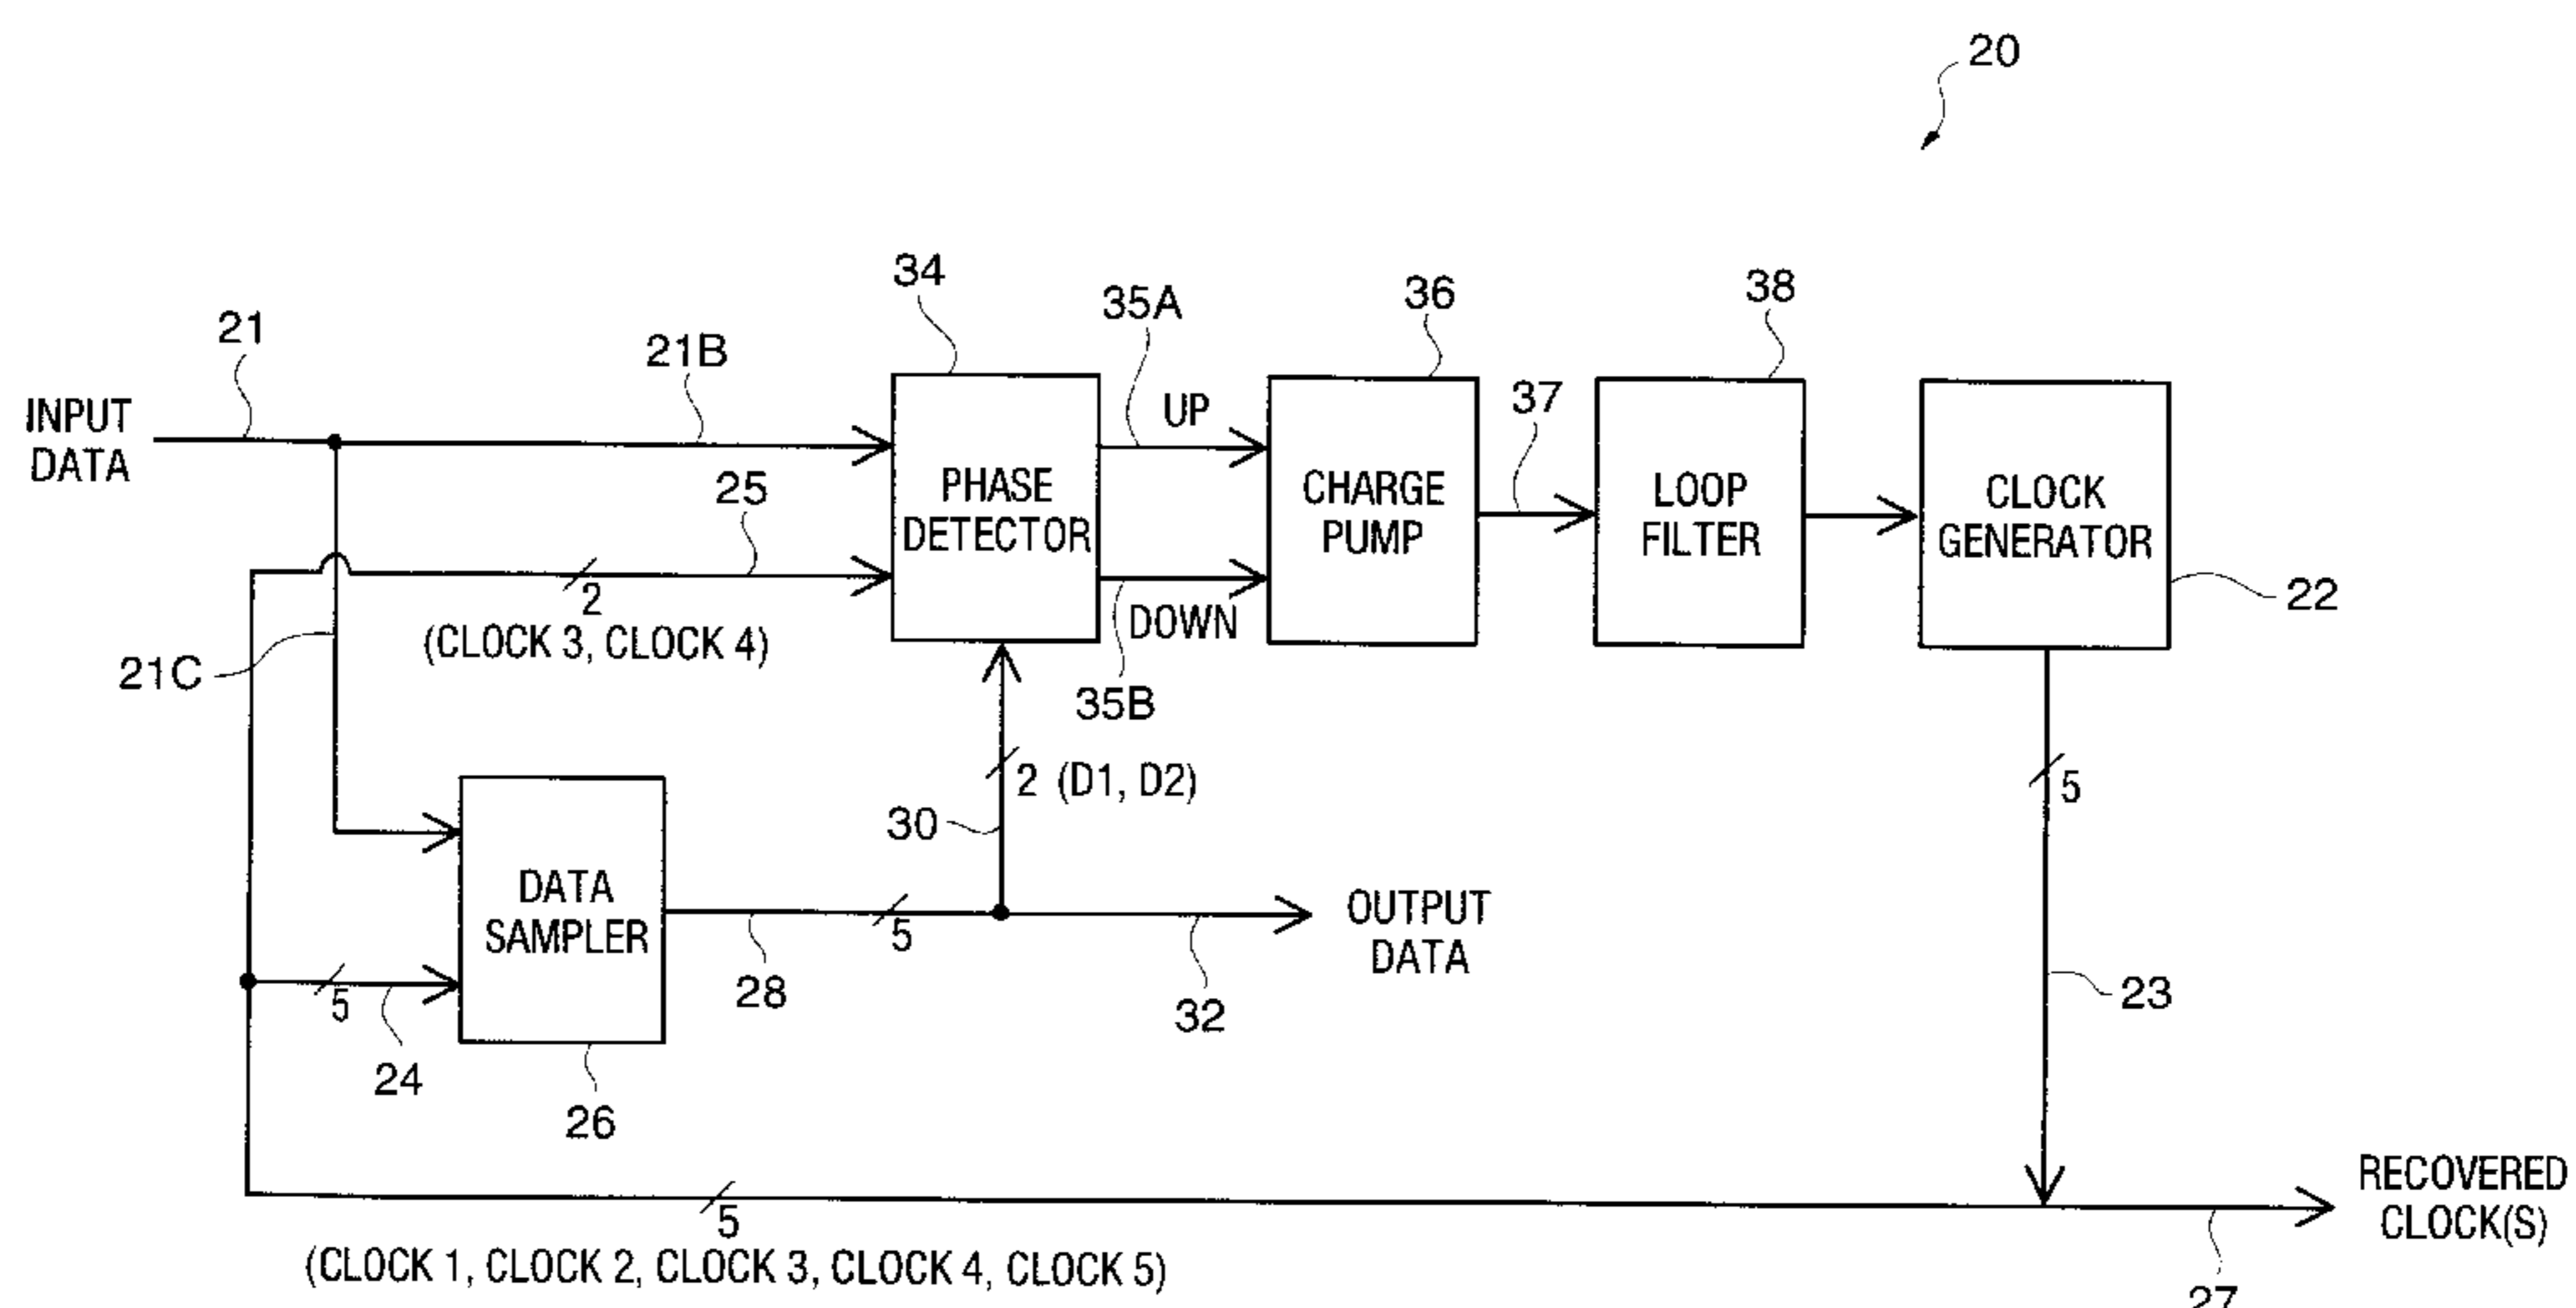 20
34
35A
36
38
21
21B
37
INPUT
DATA
UP
25
PHASE
DETECTOR
CHARGE
PUMP
LOOP
FILTER
CLOCK
GENERATOR
22
2
(CLOCK 3, CLOCK 4)
DOWN
21C
35B
2 (D1, D2)
5
30
DATA
SAMPLER
5
OUTPUT
DATA
5
28
32
23
24
26
5
(CLOCK 1, CLOCK 2, CLOCK 3, CLOCK 4, CLOCK 5)
RECOVERED
CLOCK(S)
27